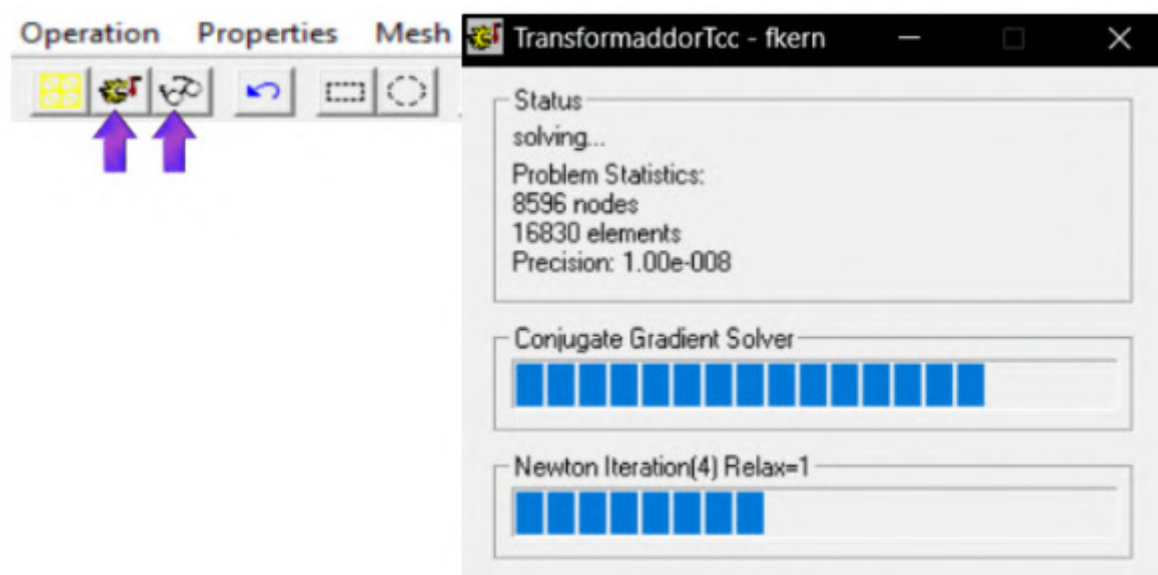 Operation Properties Mesh
TransformaddorTcc - fkern
Status
solving...
Problem Statistics:
8596 nodes
16830 elements
Precision: 1.00e-008
Conjugate Gradient Solver
Newton Iteration(4) Relax=1